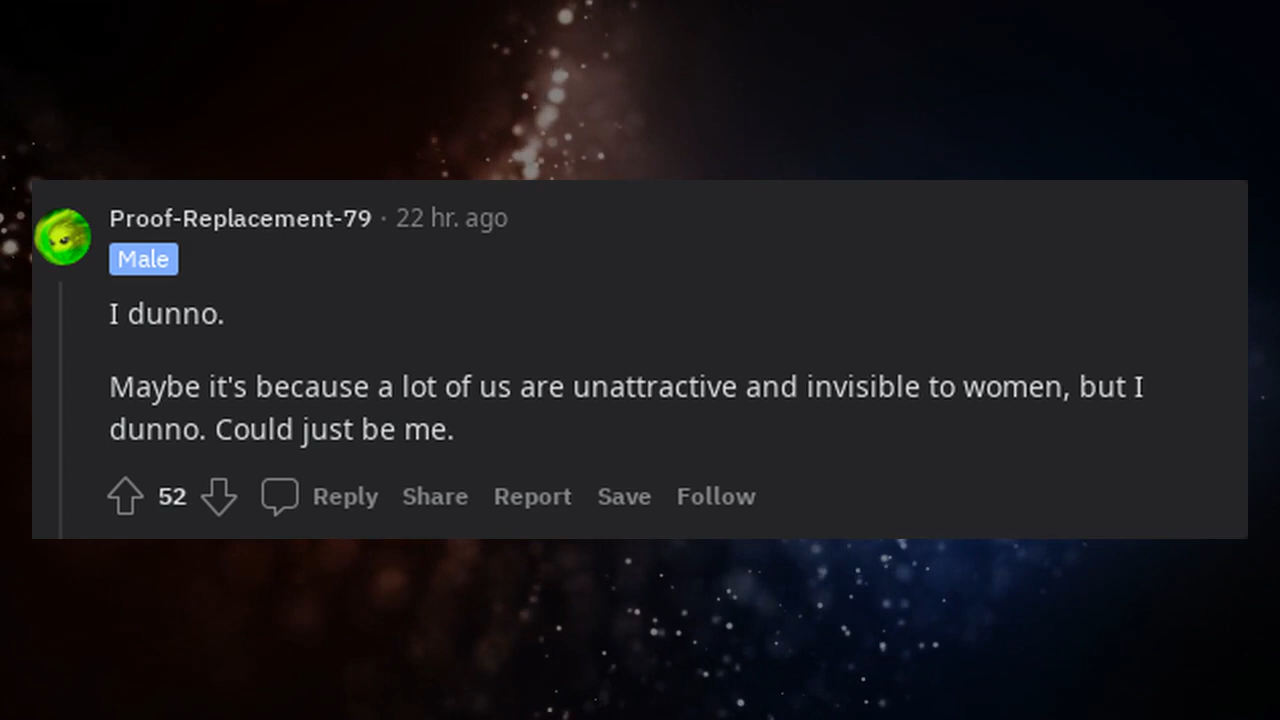 Proof-Replacement-79 · 22 hr. ago
Male
I dunno.
Maybe it's because a lot of us are unattractive and invisible to women, but I
dunno. Could just be me.
52 Reply Share Report Save Follow